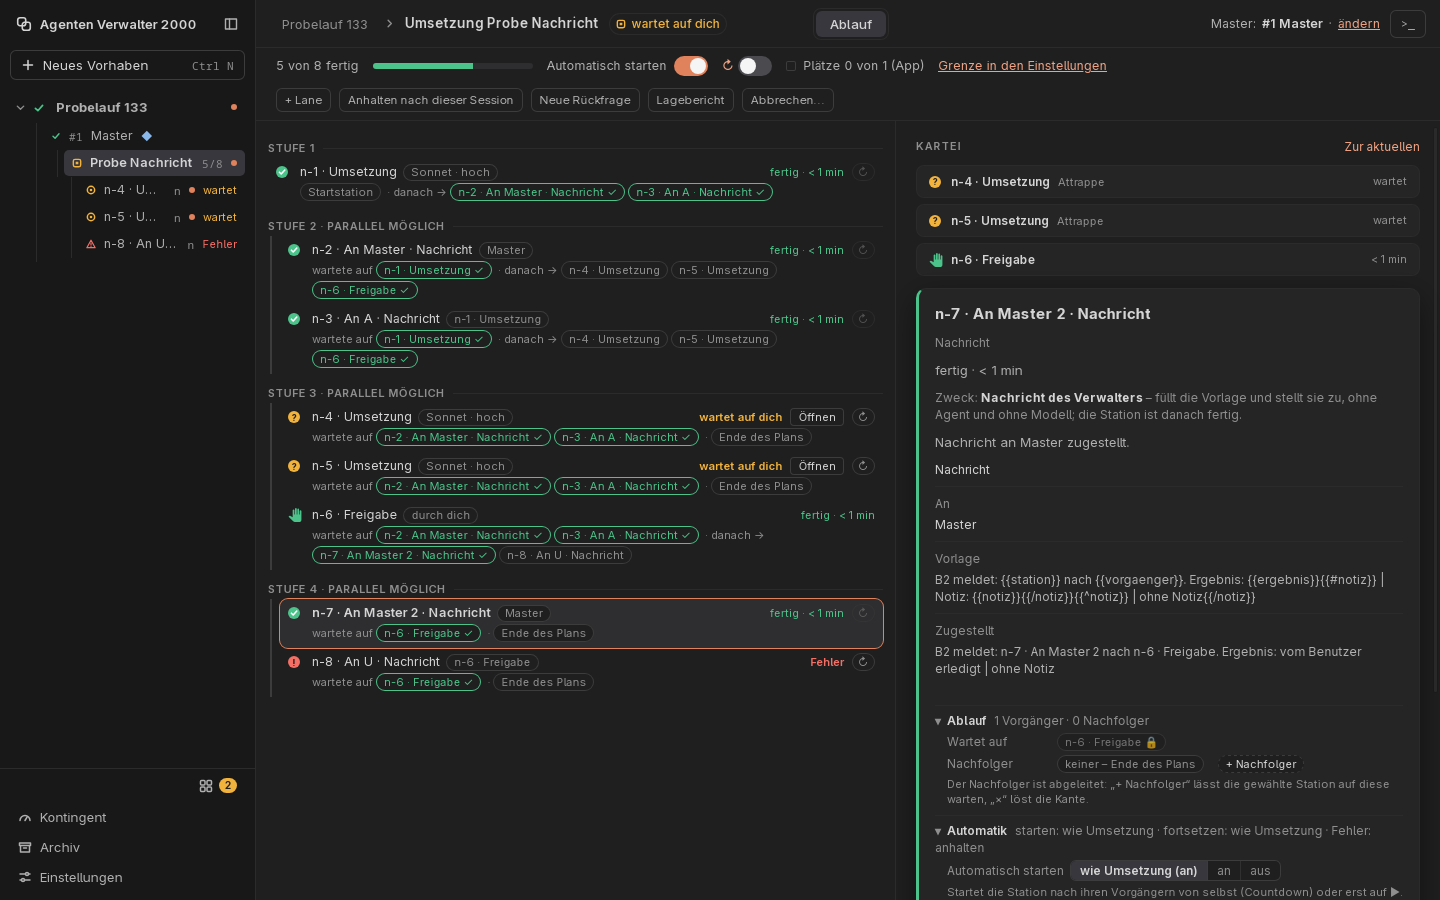 Agenten Verwalter 2000
Neues Vorhaben Ctrl N
Probelauf 133
#1 Master
Probe Nachricht 5/8
n-4 · U... n wartet
n-5 · U... n wartet
n-8 · An U... n Fehler
2
Kontingent
Archiv
Einstellungen
Probelauf 133 > Umsetzung Probe Nachricht wartet auf dich
Ablauf
Master: #1 Master · ändern >_
5 von 8 fertig Automatisch starten Plätze 0 von 1 (App) Grenze in den Einstellungen
+ Lane Anhalten nach dieser Session Neue Rückfrage Lagebericht Abbrechen...
STUFE 1
n-1 · Umsetzung Sonnet · hoch fertig · < 1 min
Startstation · danach → n-2 · An Master · Nachricht ✓ n-3 · An A · Nachricht ✓
STUFE 2 · PARALLEL MÖGLICH
n-2 · An Master · Nachricht Master fertig · < 1 min
wartete auf n-1 · Umsetzung ✓ · danach → n-4 · Umsetzung n-5 · Umsetzung
n-6 · Freigabe ✓
n-3 · An A · Nachricht n-1 · Umsetzung fertig · < 1 min
wartete auf n-1 · Umsetzung ✓ · danach → n-4 · Umsetzung n-5 · Umsetzung
n-6 · Freigabe ✓
STUFE 3 · PARALLEL MÖGLICH
n-4 · Umsetzung Sonnet · hoch wartet auf dich Öffnen
wartete auf n-2 · An Master · Nachricht ✓ n-3 · An A · Nachricht ✓ · Ende des Plans
n-5 · Umsetzung Sonnet · hoch wartet auf dich Öffnen
wartete auf n-2 · An Master · Nachricht ✓ n-3 · An A · Nachricht ✓ · Ende des Plans
n-6 · Freigabe durch dich fertig · < 1 min
wartete auf n-2 · An Master · Nachricht ✓ n-3 · An A · Nachricht ✓ · danach →
n-7 · An Master 2 · Nachricht ✓ n-8 · An U · Nachricht
STUFE 4 · PARALLEL MÖGLICH
n-7 · An Master 2 · Nachricht Master fertig · < 1 min
wartete auf n-6 · Freigabe ✓ · Ende des Plans
n-8 · An U · Nachricht n-6 · Freigabe Fehler
wartete auf n-6 · Freigabe ✓ · Ende des Plans
KARTEI Zur aktuellen
n-4 · Umsetzung Attrappe wartet
n-5 · Umsetzung Attrappe wartet
n-6 · Freigabe < 1 min
n-7 · An Master 2 · Nachricht
Nachricht
fertig · < 1 min
Zweck: Nachricht des Verwalters – füllt die Vorlage und stellt sie zu, ohne
Agent und ohne Modell; die Station ist danach fertig.
Nachricht an Master zugestellt.
Nachricht
An
Master
Vorlage
B2 meldet: {{station}} nach {{vorgaenger}}. Ergebnis: {{ergebnis}}{{#notiz}} |
Notiz: {{notiz}}{{/notiz}}{{^notiz}} | ohne Notiz{{/notiz}}
Zugestellt
B2 meldet: n-7 · An Master 2 nach n-6 · Freigabe. Ergebnis: vom Benutzer
erledigt | ohne Notiz
▼ Ablauf 1 Vorgänger · 0 Nachfolger
Wartet auf n-6 · Freigabe 🔒
Nachfolger keiner – Ende des Plans + Nachfolger
Der Nachfolger ist abgeleitet: „+ Nachfolger“ lässt die gewählte Station auf diese
warten, „×“ löst die Kante.
▼ Automatik starten: wie Umsetzung · fortsetzen: wie Umsetzung · Fehler:
anhalten
Automatisch starten wie Umsetzung (an) an aus
Startet die Station nach ihren Vorgängern von selbst (Countdown) oder erst auf ▶.